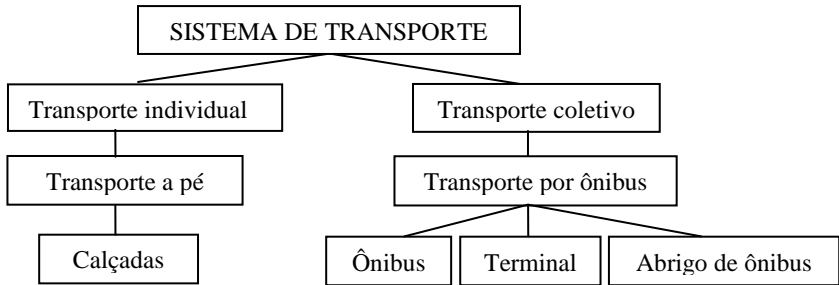 SISTEMA DE TRANSPORTE
Transporte individual
Transporte coletivo
Transporte a pé
Transporte por ônibus
Calçadas
Ônibus
Terminal
Abrigo de ônibus